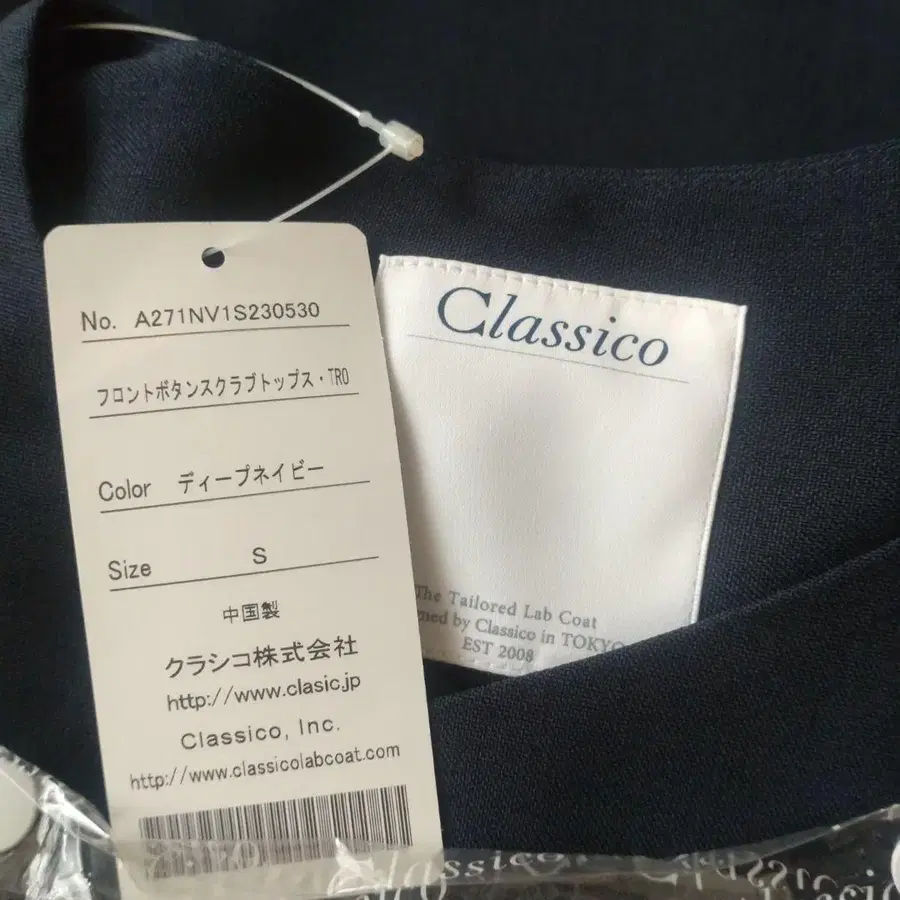 No. A271NV1S230530
フロントボタンスクラブトップス・TRO
Color ディープネイビー
Size S
中国製
クラシコ株式会社
http://www.clasic.jp
Classico, Inc.
http://www.classicolabcoat.com
Classico
The Tailored Lab Coat
by Classico in TOKYO
EST 2008
Classico